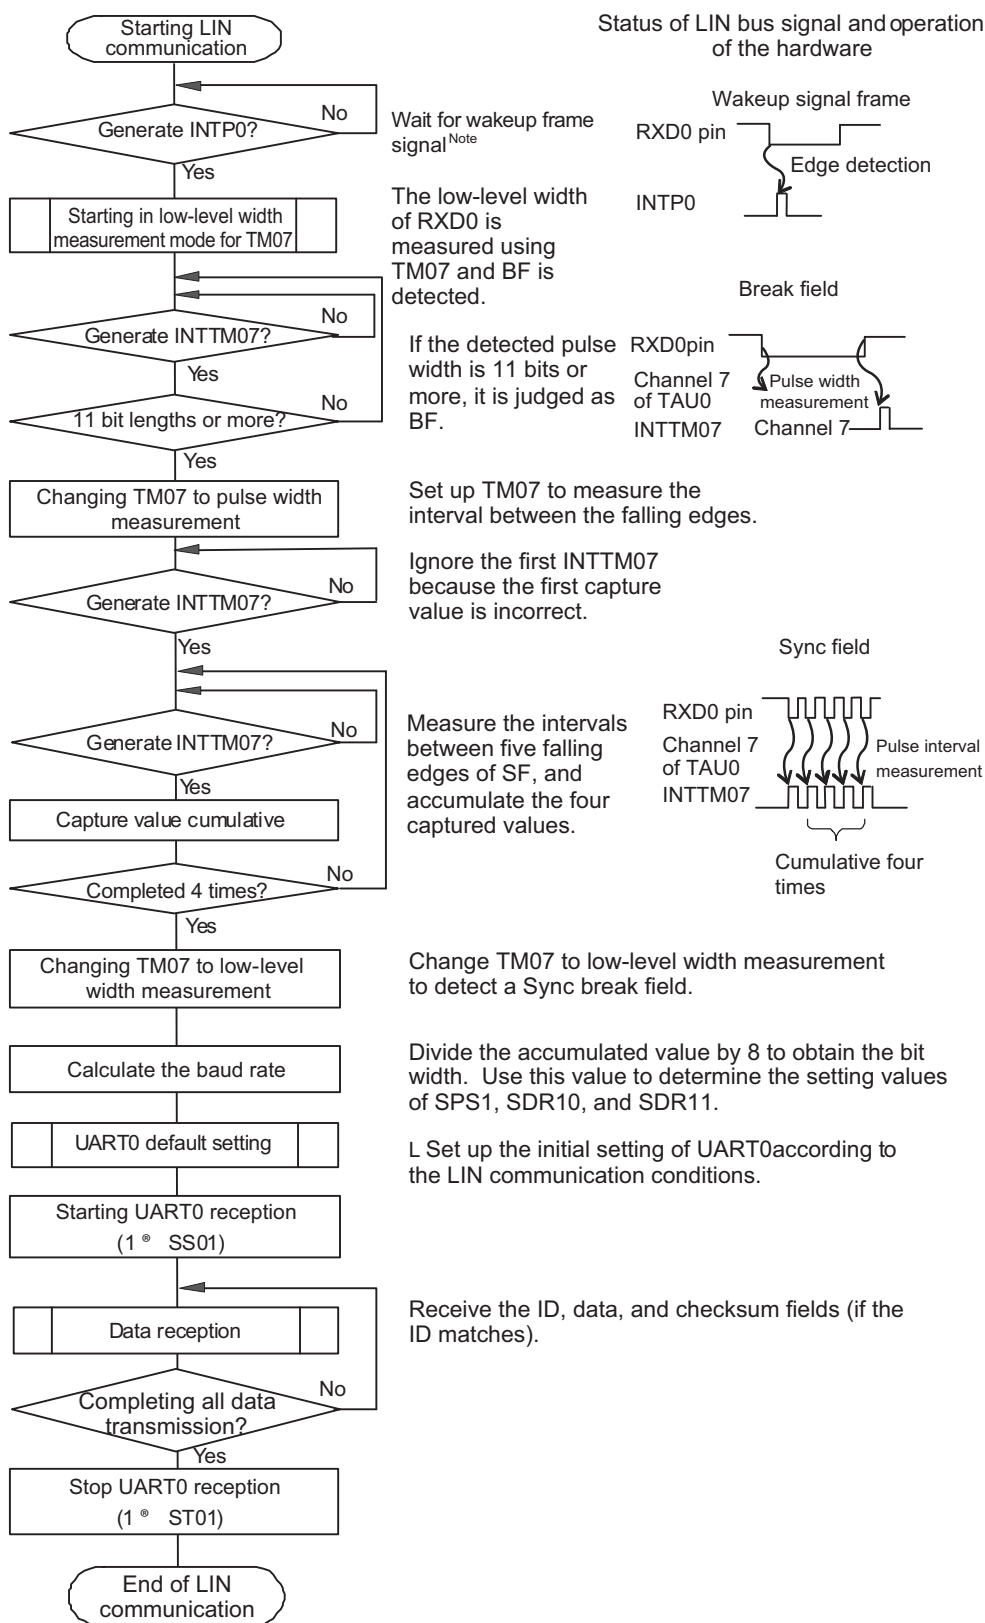 Starting LIN
communication
Status of LIN bus signal and operation
of the hardware
Generate INTP0?
No
Yes
Wait for wakeup frame
signal Note
Wakeup signal frame
RXD0 pin
Edge detection
INTP0
Starting in low-level width
measurement mode for TM07
The low-level width
of RXD0 is
measured using
TM07 and BF is
detected.
Generate INTTM07?
No
Yes
11 bit lengths or more?
No
Yes
If the detected pulse
width is 11 bits or
more, it is judged as
BF.
Break field
RXD0pin
Channel 7
of TAU0
Pulse width
measurement
INTTM07
Channel 7
Changing TM07 to pulse width
measurement
Set up TM07 to measure the
interval between the falling edges.
Generate INTTM07?
No
Yes
Ignore the first INTTM07
because the first capture
value is incorrect.
Generate INTTM07?
No
Yes
Capture value cumulative
Completed 4 times?
No
Yes
Measure the intervals
between five falling
edges of SF, and
accumulate the four
captured values.
Sync field
RXD0 pin
Channel 7
of TAU0
Pulse interval
measurement
INTTM07
Cumulative four
times
Changing TM07 to low-level
width measurement
Change TM07 to low-level width measurement
to detect a Sync break field.
Calculate the baud rate
Divide the accumulated value by 8 to obtain the bit
width. Use this value to determine the setting values
of SPS1, SDR10, and SDR11.
UART0 default setting
L Set up the initial setting of UART0according to
the LIN communication conditions.
Starting UART0 reception
(1 ® SS01)
Data reception
Receive the ID, data, and checksum fields (if the
ID matches).
Completing all data
transmission?
No
Yes
Stop UART0 reception
(1 ® ST01)
End of LIN
communication